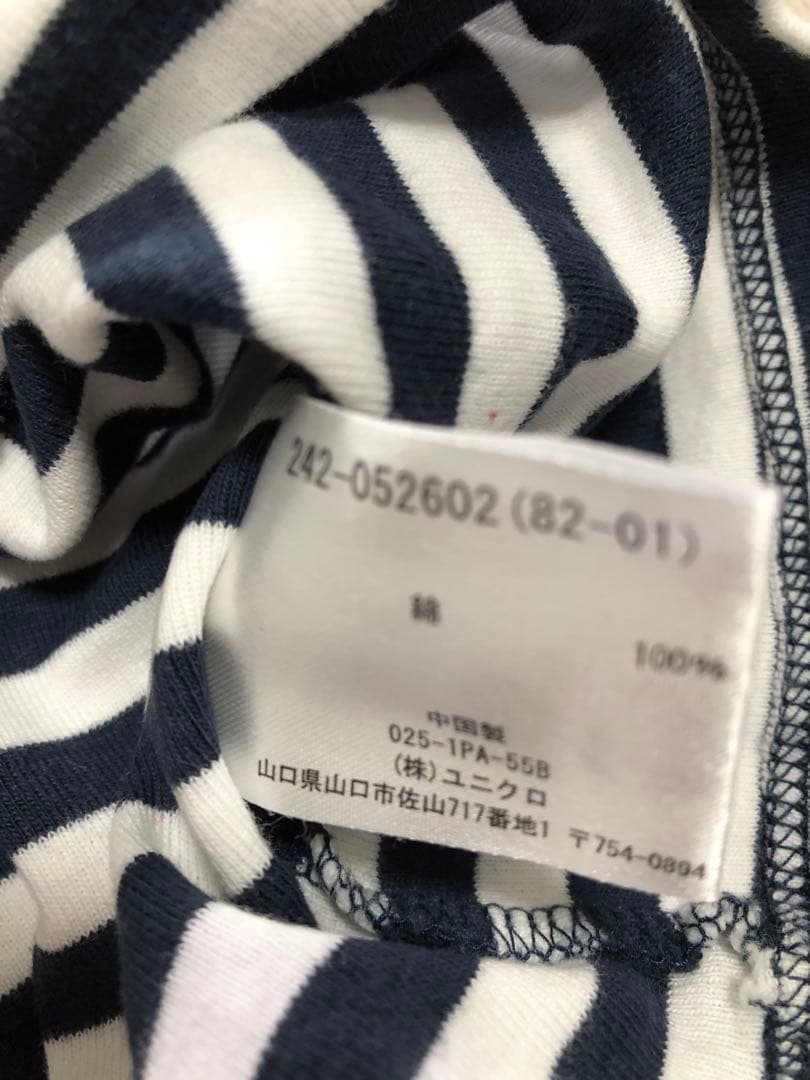 242-052602(82-01)
綿
100%
中国製
025-1PA-55B
(株)ユニクロ
山口県山口市佐山717番地1 〒754-0894